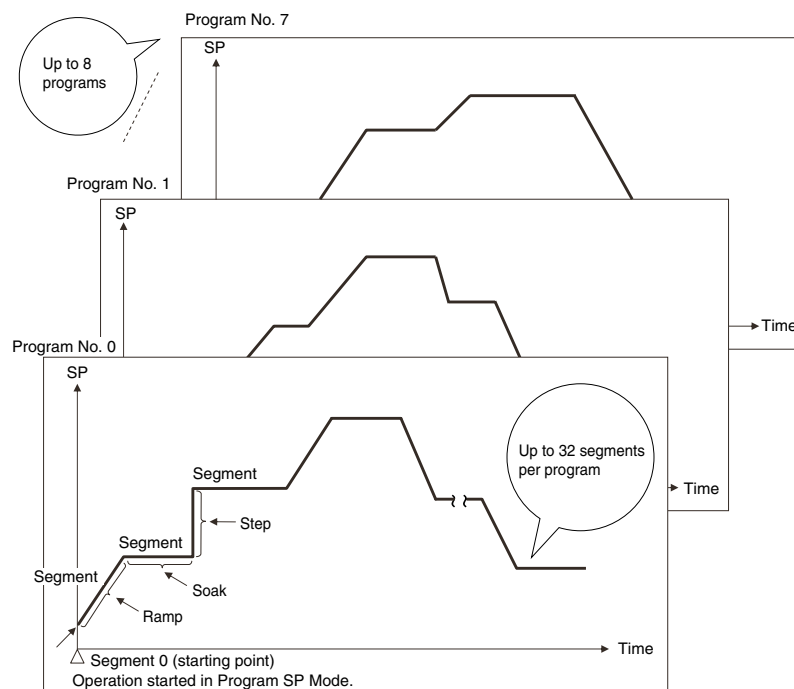 Program No. 7
SP
Up to 8
programs
Program No. 1
SP
Time
Program No. 0
SP
Up to 32 segments
per program
Segment
Time
Step
Segment
Segment
Soak
Ramp
Time
Segment 0 (starting point)
Operation started in Program SP Mode.